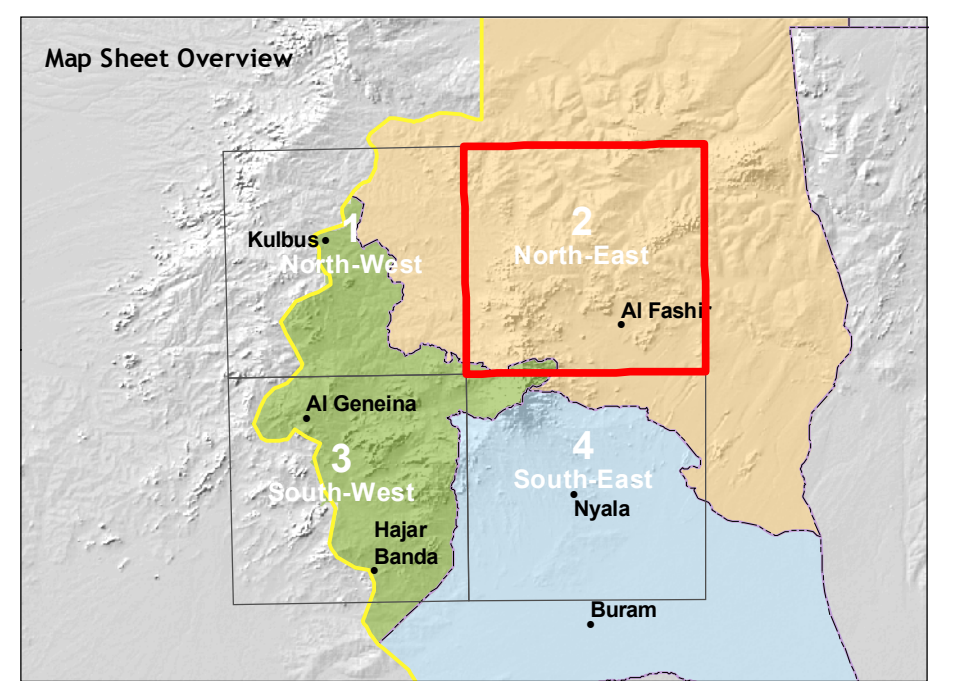 Map Sheet Overview
1
North-West
Kulbus
2
North-East
Al Fashir
Al Geneina
3
South-West
Hajar
Banda
4
South-East
Nyala
Buram